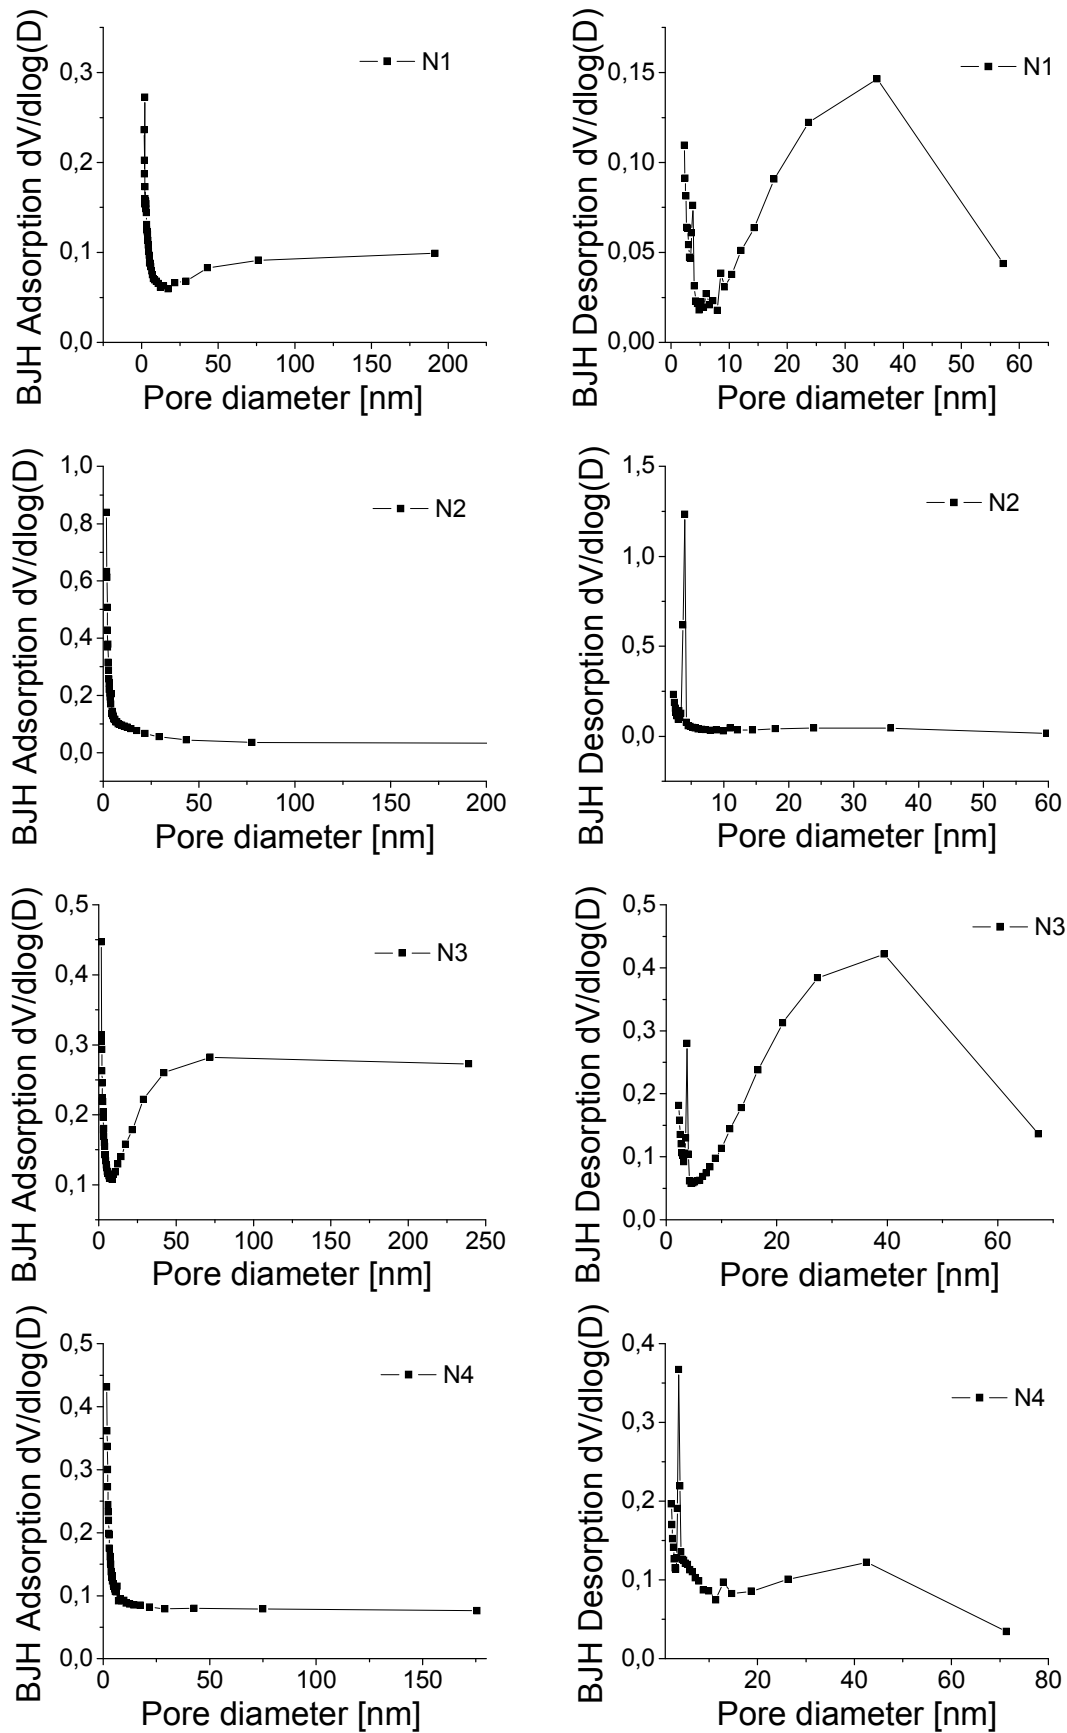 BJH Adsorption dV/dlog(D)
0,3
0,2
0,1
0,0
N1
0 50 100 150 200
Pore diameter [nm]
BJH Desorption dV/dlog(D)
0,15
0,10
0,05
0,00
N1
0 10 20 30 40 50 60
Pore diameter [nm]
BJH Adsorption dV/dlog(D)
1,0
0,8
0,6
0,4
0,2
0,0
N2
0 50 100 150 200
Pore diameter [nm]
BJH Desorption dV/dlog(D)
1,5
1,0
0,5
0,0
N2
10 20 30 40 50 60
Pore diameter [nm]
BJH Adsorption dV/dlog(D)
0,5
0,4
0,3
0,2
0,1
N3
0 50 100 150 200 250
Pore diameter [nm]
BJH Desorption dV/dlog(D)
0,5
0,4
0,3
0,2
0,1
0,0
N3
0 20 40 60
Pore diameter [nm]
BJH Adsorption dV/dlog(D)
0,5
0,4
0,3
0,2
0,1
0,0
N4
0 50 100 150
Pore diameter [nm]
BJH Desorption dV/dlog(D)
0,4
0,3
0,2
0,1
0,0
N4
20 40 60 80
Pore diameter [nm]